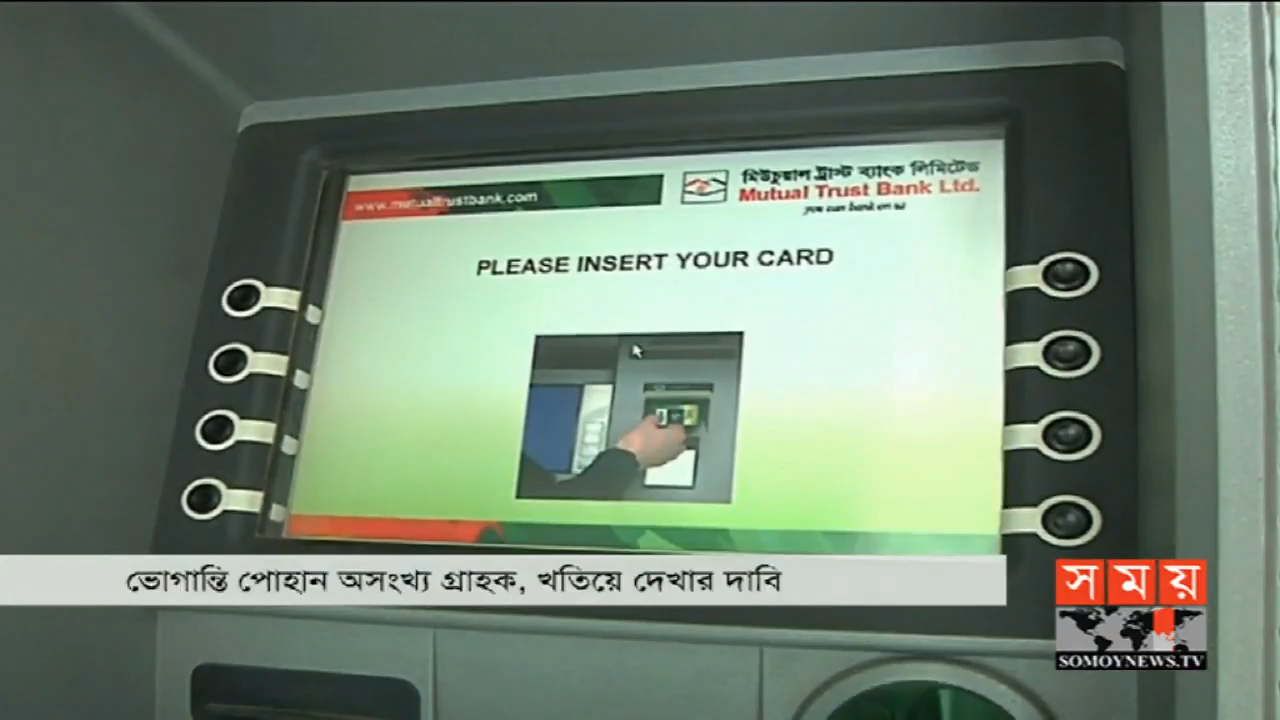 www.mutualtrustbank.com
মিউচুয়াল ট্রাস্ট ব্যাংক লিমিটেড
Mutual Trust Bank Ltd.
you can bank on us
PLEASE INSERT YOUR CARD
ভোগান্তি পোহান অসংখ্য গ্রাহক, খতিয়ে দেখার দাবি
সময়
SOMOYNEWS.TV